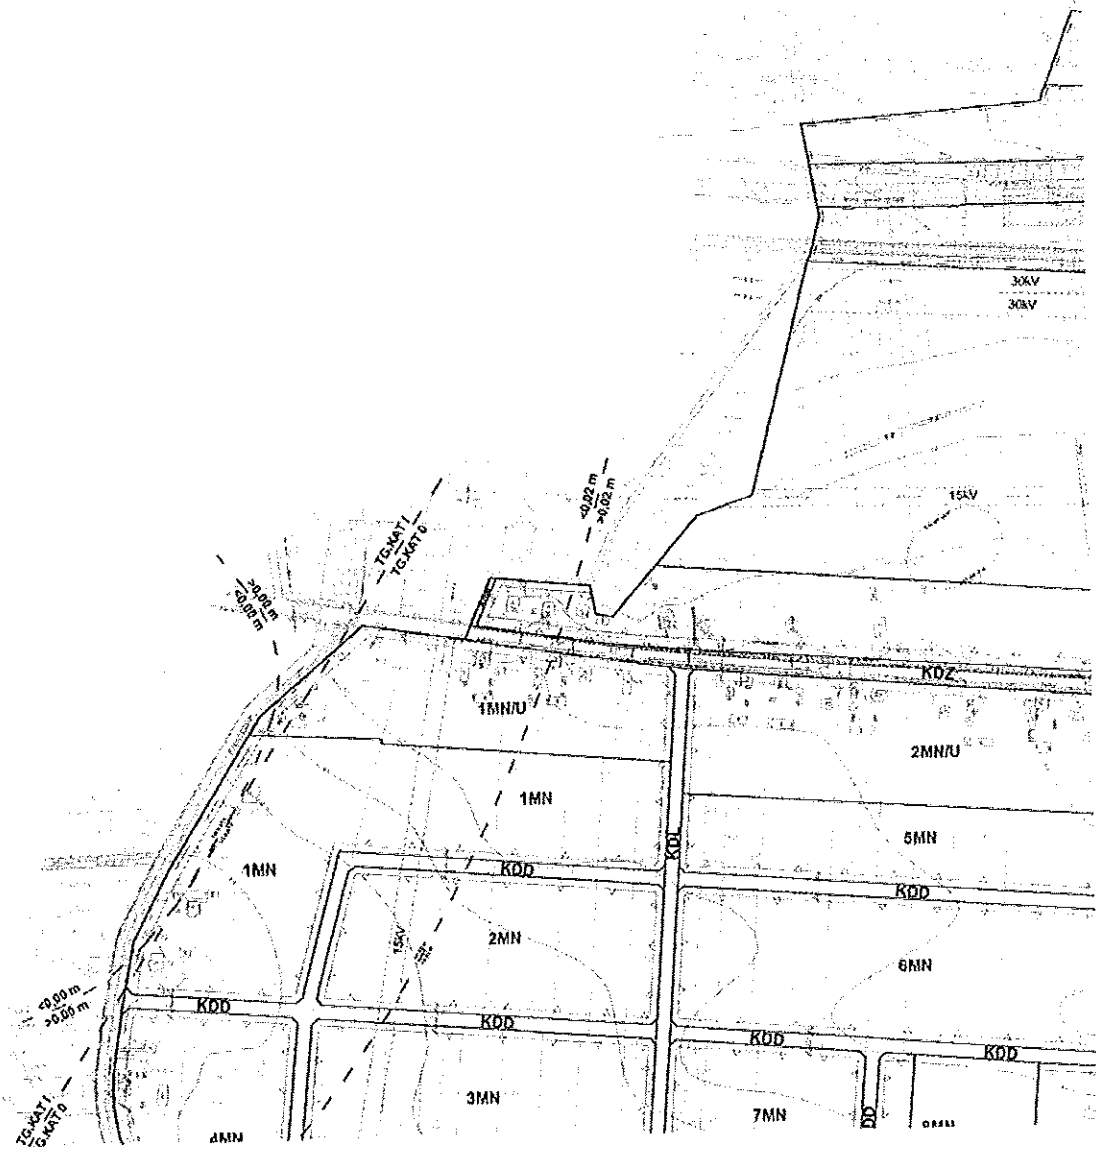 30kV
30kV
<0,02 m
>0,02 m
15kV
TG.KAT I
TG.KAT 0
>0,00 m
<0,00 m
KDZ
1MN/U
2MN/U
1MN
KDL
5MN
1MN
KDD
KDD
15kV
2MN
6MN
<0,00 m
>0,00 m
KDD
KDD
KDD
KDD
3MN
7MN
TG.KAT I
TG.KAT 0
4MN
8MN